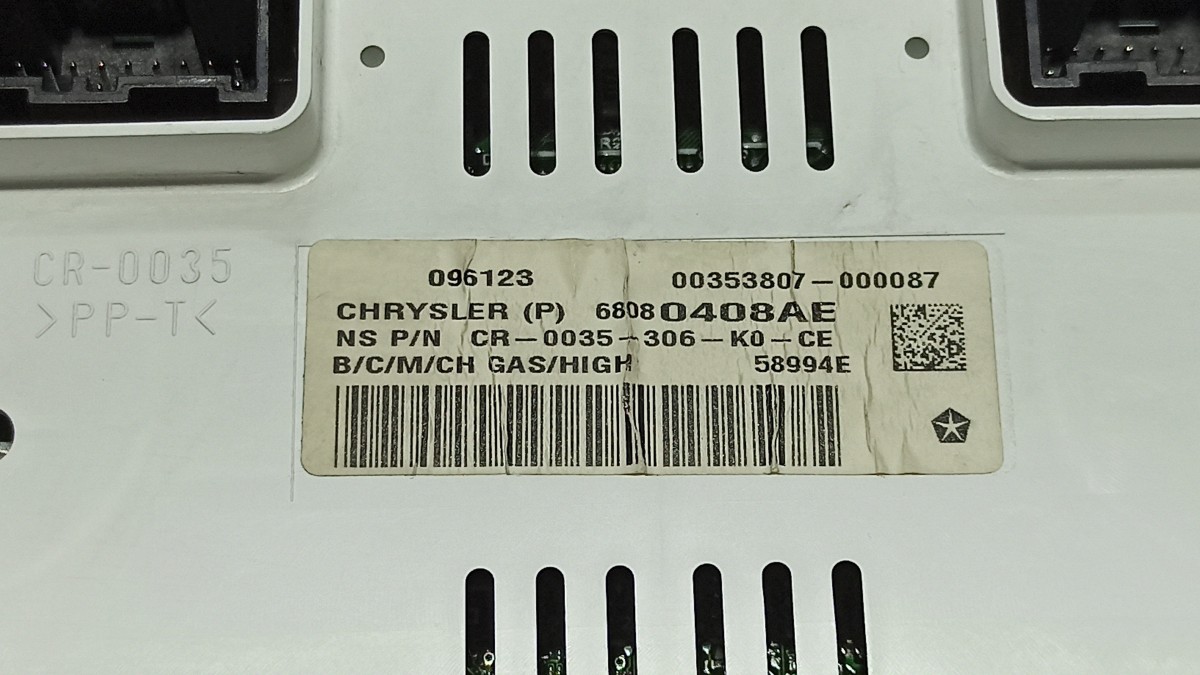 CR-0035
>PP-T<
096123 00353807-000087
CHRYSLER (P) 68080408AE
NS P/N CR-0035-306-K0-CE
B/C/M/CH GAS/HIGH 58994E